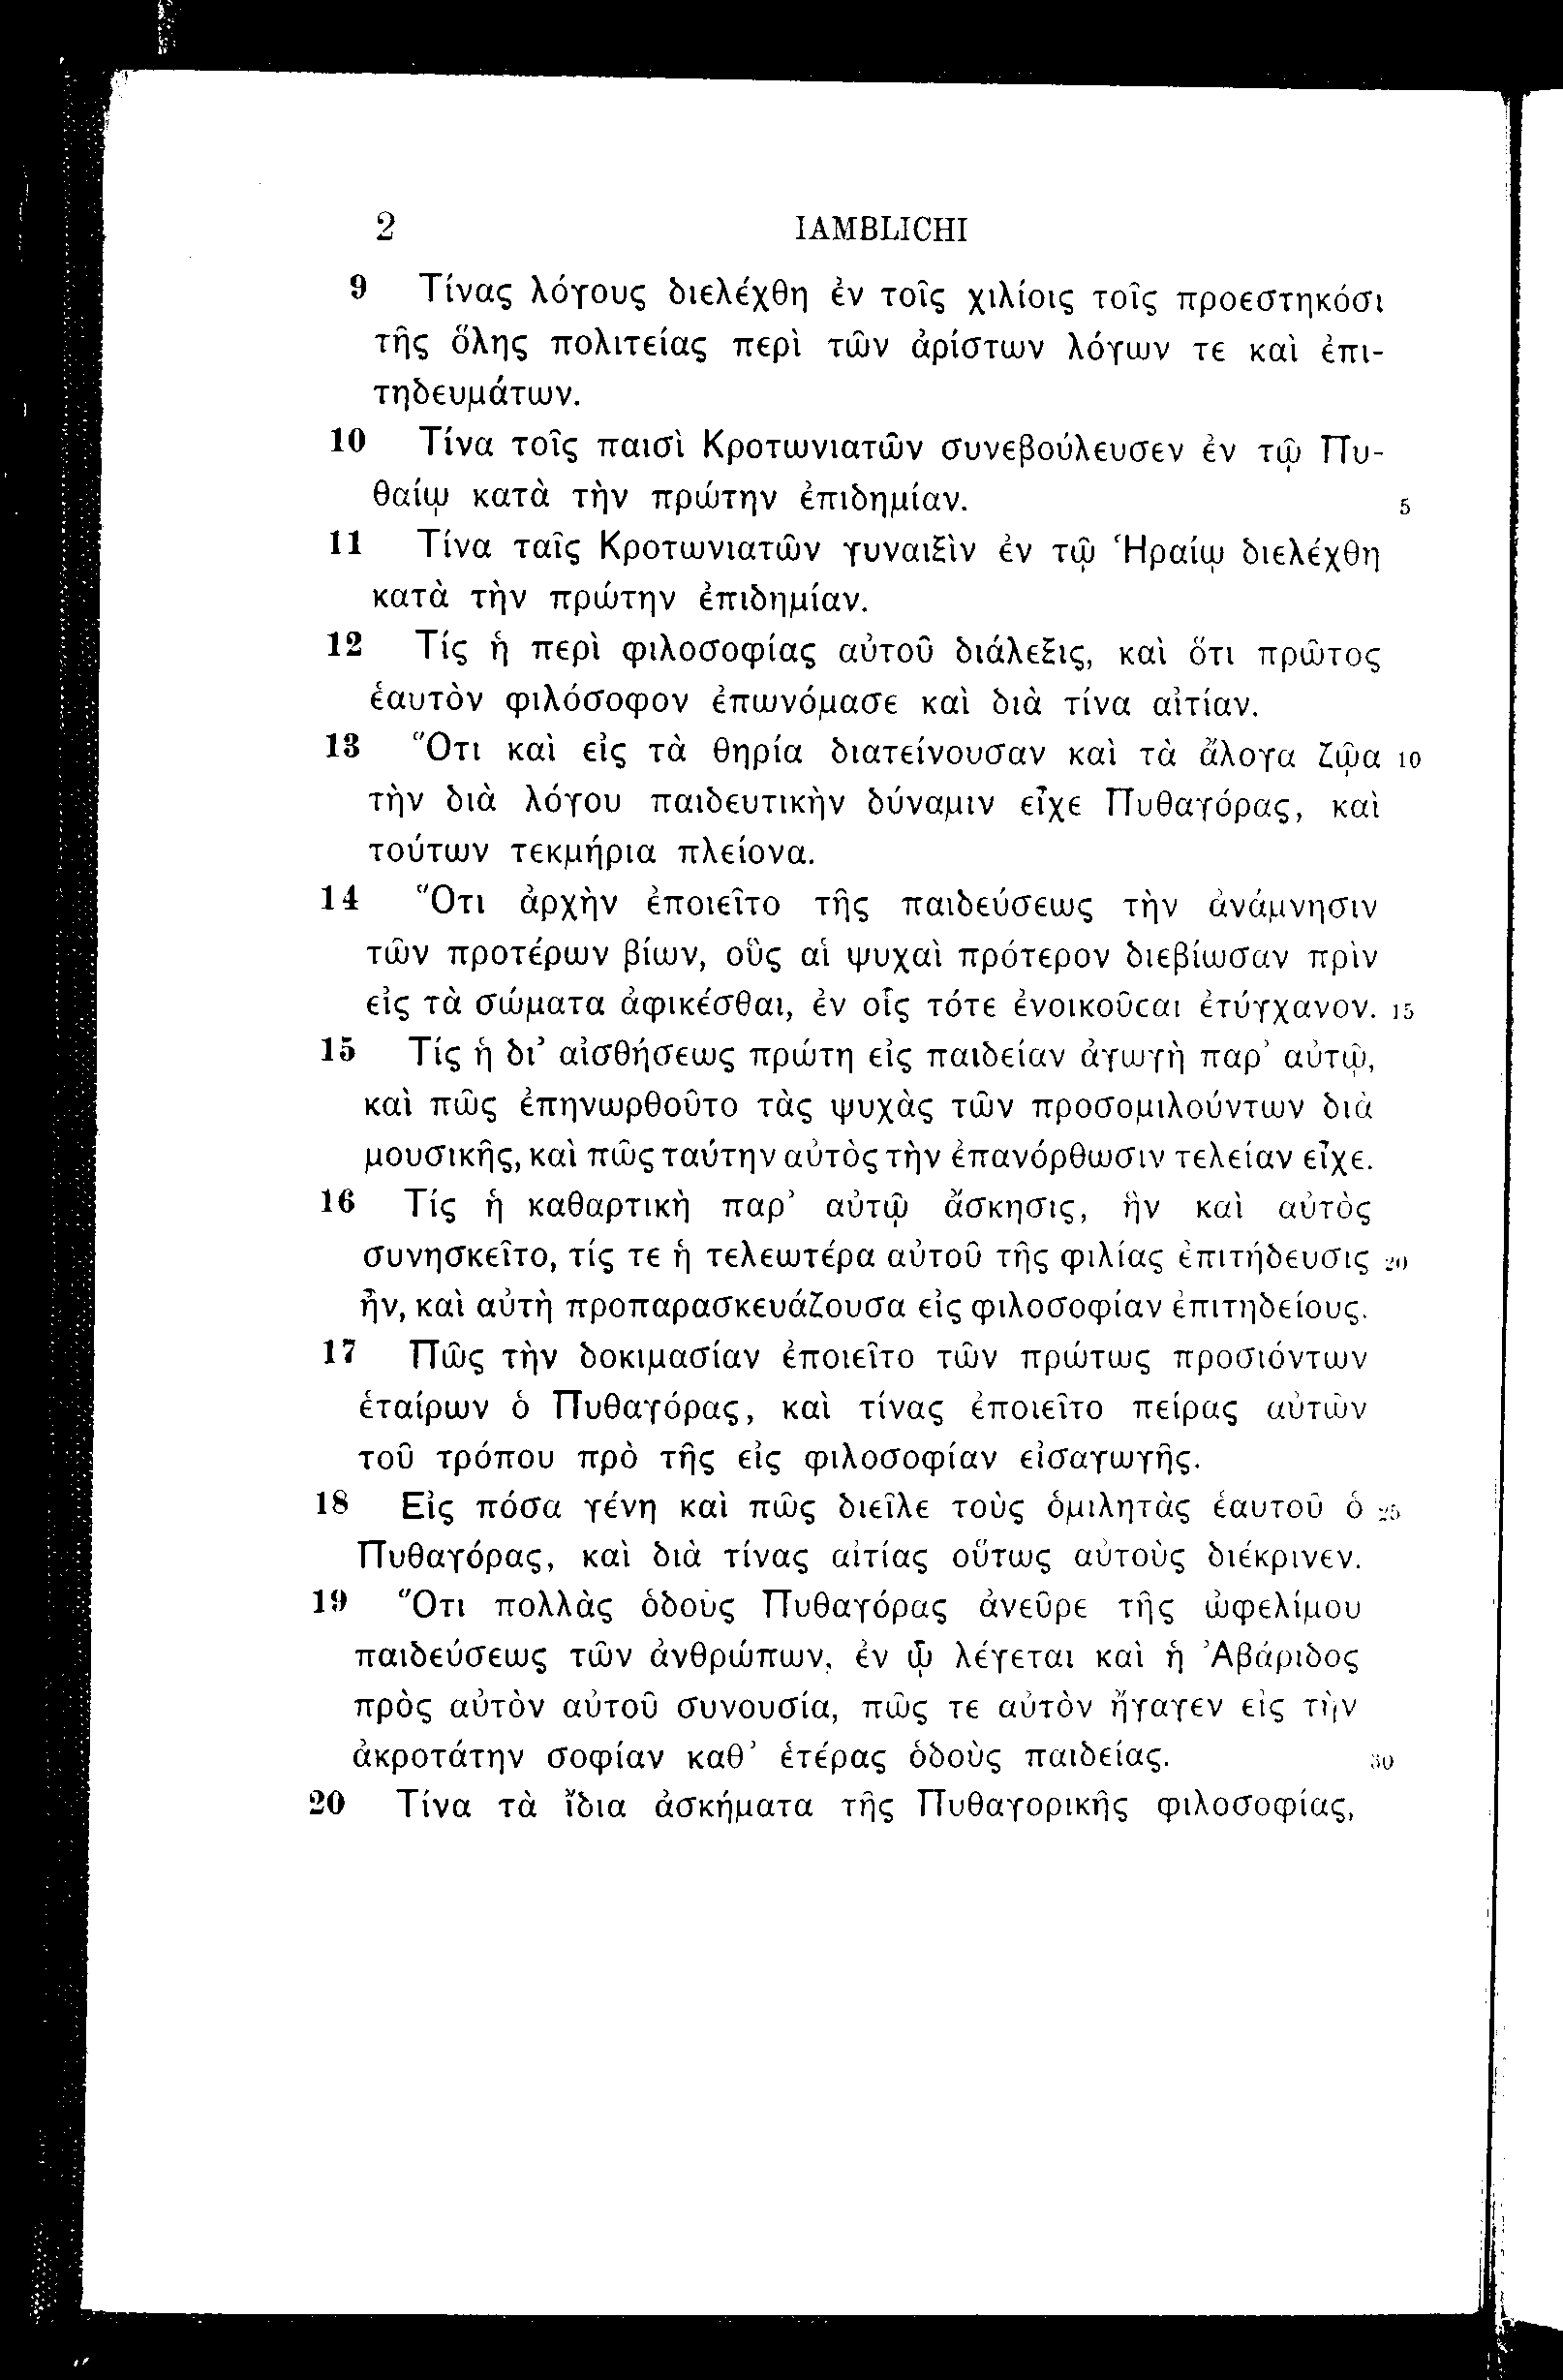 2 IAMBLICHI
9 Τίνας λόγους διελέχθη ἐν τοῖς χιλίοις τοῖς προεστηκόσι
τῆς ὅλης πολιτείας περὶ τῶν ἀρίστων λόγων τε καὶ ἐπι-
τηδευμάτων.
10 Τίνα τοῖς παισὶ Κροτωνιατῶν συνεβούλευσεν ἐν τῷ Πυ-
θαίῳ κατὰ τὴν πρώτην ἐπιδημίαν. 5
11 Τίνα ταῖς Κροτωνιατῶν γυναιξὶν ἐν τῷ Ἡραίῳ διελέχθη
κατὰ τὴν πρώτην ἐπιδημίαν.
12 Τίς ἡ περὶ φιλοσοφίας αὐτοῦ διάλεξις, καὶ ὅτι πρῶτος
ἑαυτὸν φιλόσοφον ἐπωνόμασε καὶ διὰ τίνα αἰτίαν.
13 Ὅτι καὶ εἰς τὰ θηρία διατείνουσαν καὶ τὰ ἄλογα ζῷα 10
τὴν διὰ λόγου παιδευτικὴν δύναμιν εἶχε Πυθαγόρας, καὶ
τούτων τεκμήρια πλείονα.
14 Ὅτι ἀρχὴν ἐποιεῖτο τῆς παιδεύσεως τὴν ἀνάμνησιν
τῶν προτέρων βίων, οὓς αἱ ψυχαὶ πρότερον διεβίωσαν πρὶν
εἰς τὰ σώματα ἀφικέσθαι, ἐν οἷς τότε ἐνοικοῦcαι ἐτύγχανον. 15
15 Τίς ἡ δι’ αἰσθήσεως πρώτη εἰς παιδείαν ἀγωγὴ παρ’ αὐτῷ,
καὶ πῶς ἐπηνωρθοῦτο τὰς ψυχὰς τῶν προσομιλούντων διὰ
μουσικῆς, καὶ πῶς ταύτην αὐτὸς τὴν ἐπανόρθωσιν τελείαν εἶχε.
16 Τίς ἡ καθαρτικὴ παρ’ αὐτῷ ἄσκησις, ἣν καὶ αὐτὸς
συνησκεῖτο, τίς τε ἡ τελεωτέρα αὐτοῦ τῆς φιλίας ἐπιτήδευσις 20
ἦν, καὶ αὐτὴ προπαρασκευάζουσα εἰς φιλοσοφίαν ἐπιτηδείους.
17 Πῶς τὴν δοκιμασίαν ἐποιεῖτο τῶν πρώτως προσιόντων
ἑταίρων ὁ Πυθαγόρας, καὶ τίνας ἐποιεῖτο πείρας αὐτῶν
τοῦ τρόπου πρὸ τῆς εἰς φιλοσοφίαν εἰσαγωγῆς.
18 Εἰς πόσα γένη καὶ πῶς διεῖλε τοὺς ὁμιλητὰς ἑαυτοῦ ὁ 25
Πυθαγόρας, καὶ διὰ τίνας αἰτίας οὕτως αὐτοὺς διέκρινεν.
19 Ὅτι πολλὰς ὁδοὺς Πυθαγόρας ἀνεῦρε τῆς ὠφελίμου
παιδεύσεως τῶν ἀνθρώπων, ἐν ᾧ λέγεται καὶ ἡ Ἀβάριδος
πρὸς αὐτὸν αὐτοῦ συνουσία, πῶς τε αὐτὸν ἤγαγεν εἰς τὴν
ἀκροτάτην σοφίαν καθ’ ἑτέρας ὁδοὺς παιδείας. 30
20 Τίνα τὰ ἴδια ἀσκήματα τῆς Πυθαγορικῆς φιλοσοφίας,